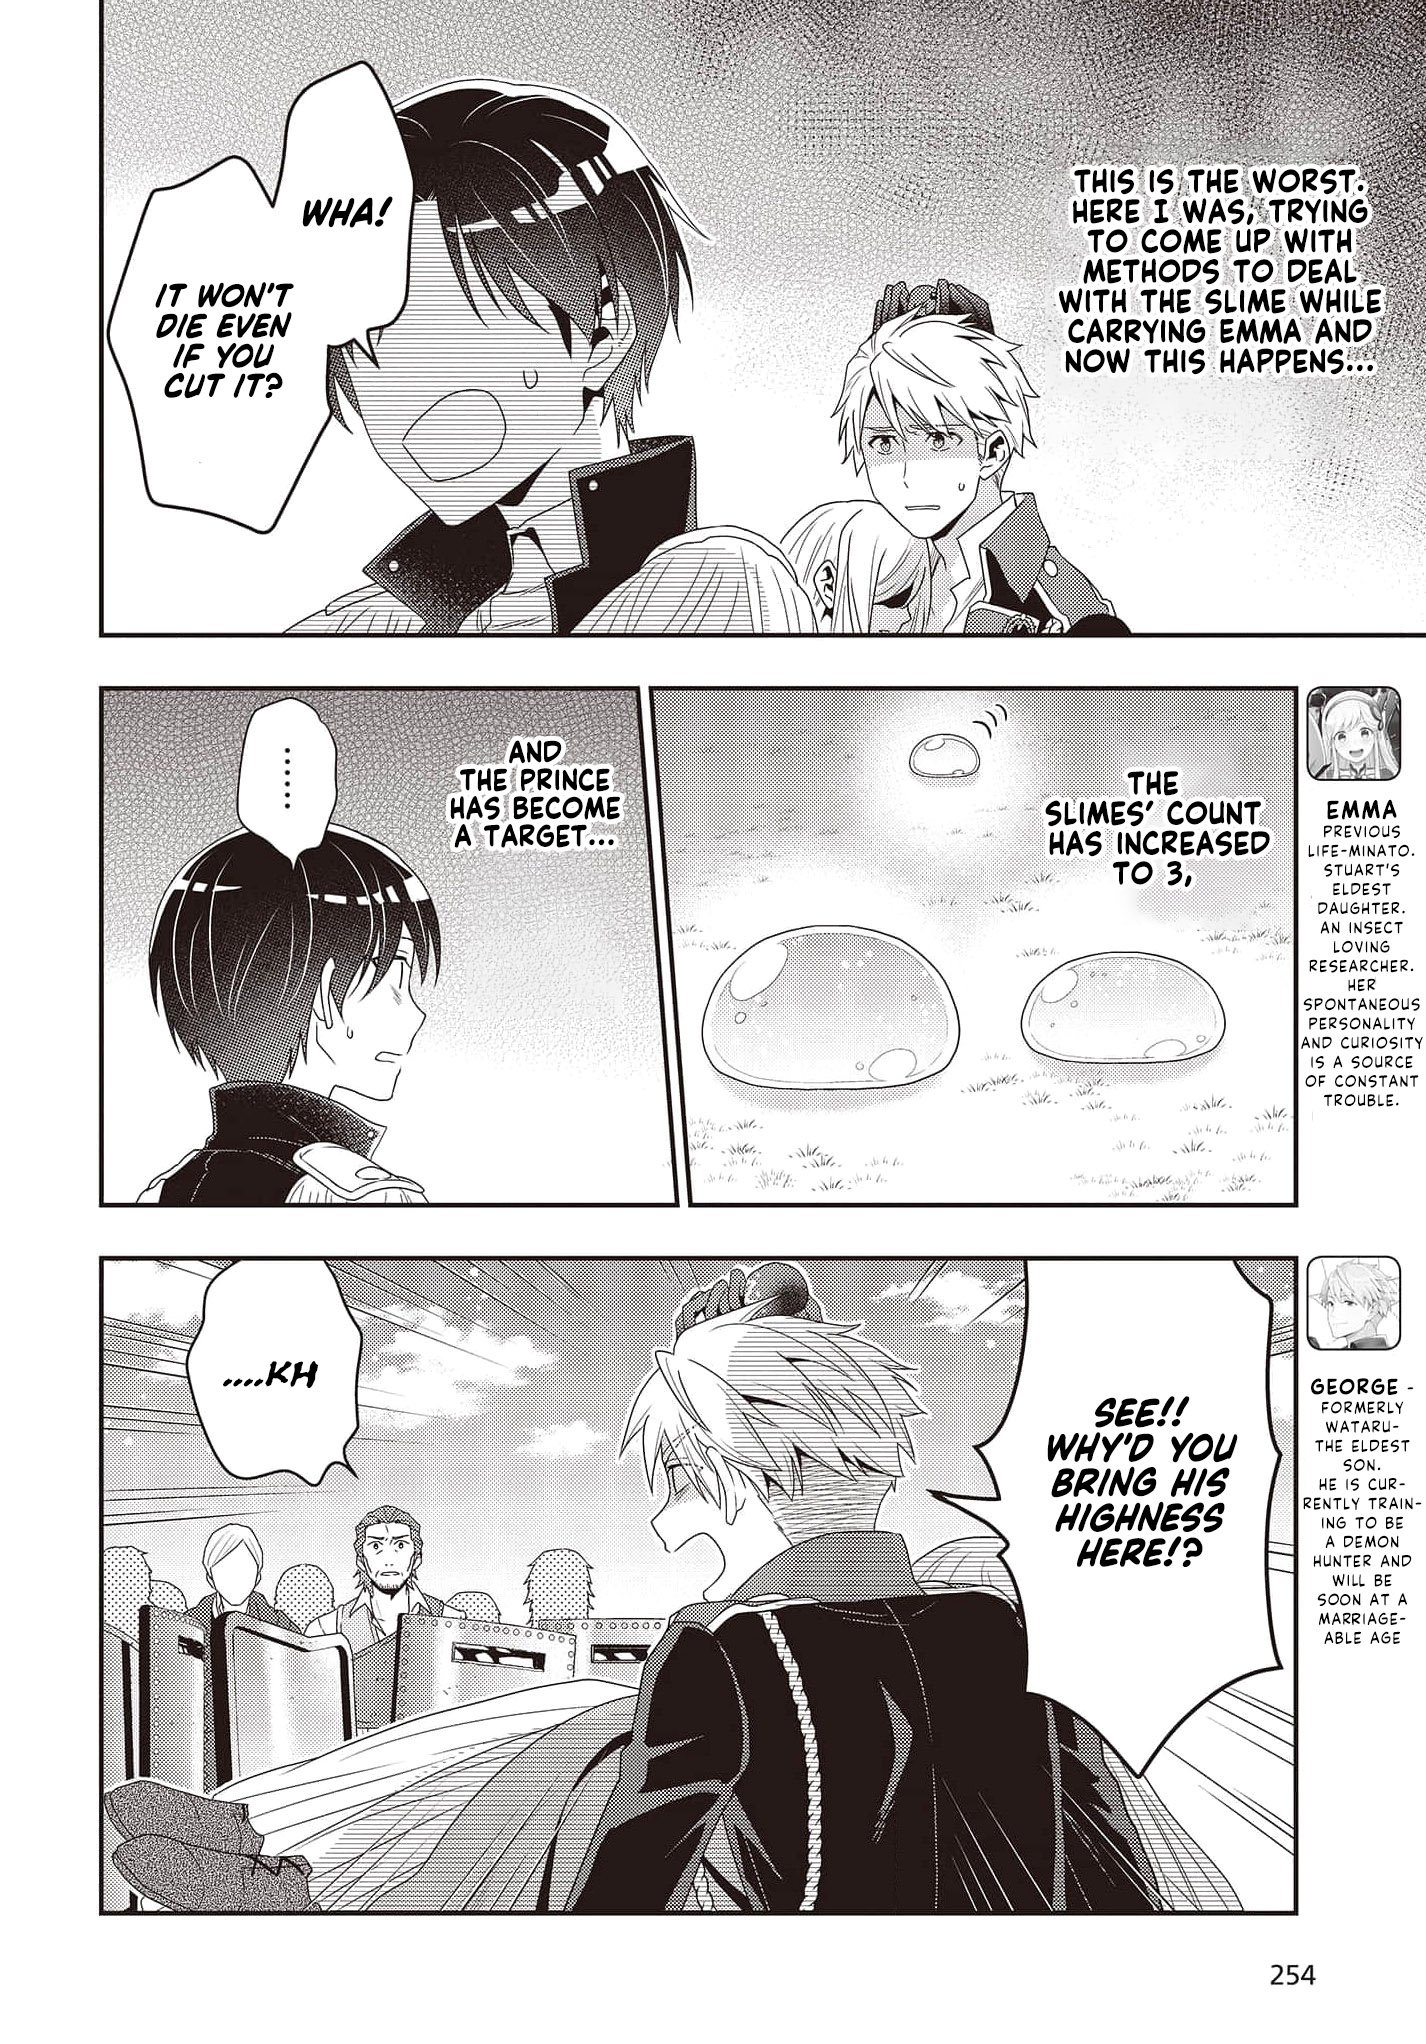 THIS IS THE WORST.
HERE I WAS, TRYING
TO COME UP WITH
METHODS TO DEAL
WITH THE SLIME WHILE
CARRYING EMMA AND
NOW THIS HAPPENS...
WHA!
IT WON'T
DIE EVEN
IF YOU
CUT IT?
THE
SLIMES' COUNT
HAS INCREASED
TO 3,
AND
THE PRINCE
HAS BECOME
A TARGET...
......
EMMA
PREVIOUS
LIFE-MINATO.
STUART'S
ELDEST
DAUGHTER.
AN INSECT
LOVING
RESEARCHER.
HER
SPONTANEOUS
PERSONALITY
AND CURIOSITY
IS A SOURCE
OF CONSTANT
TROUBLE.
SEE!!
WHY'D YOU
BRING HIS
HIGHNESS
HERE!?
....KH
GEORGE -
FORMERLY
WATARU-
THE ELDEST
SON.
HE IS CUR-
RENTLY TRAIN-
ING TO BE
A DEMON
HUNTER AND
WILL BE
SOON AT A
MARRIAGE-
ABLE AGE
254